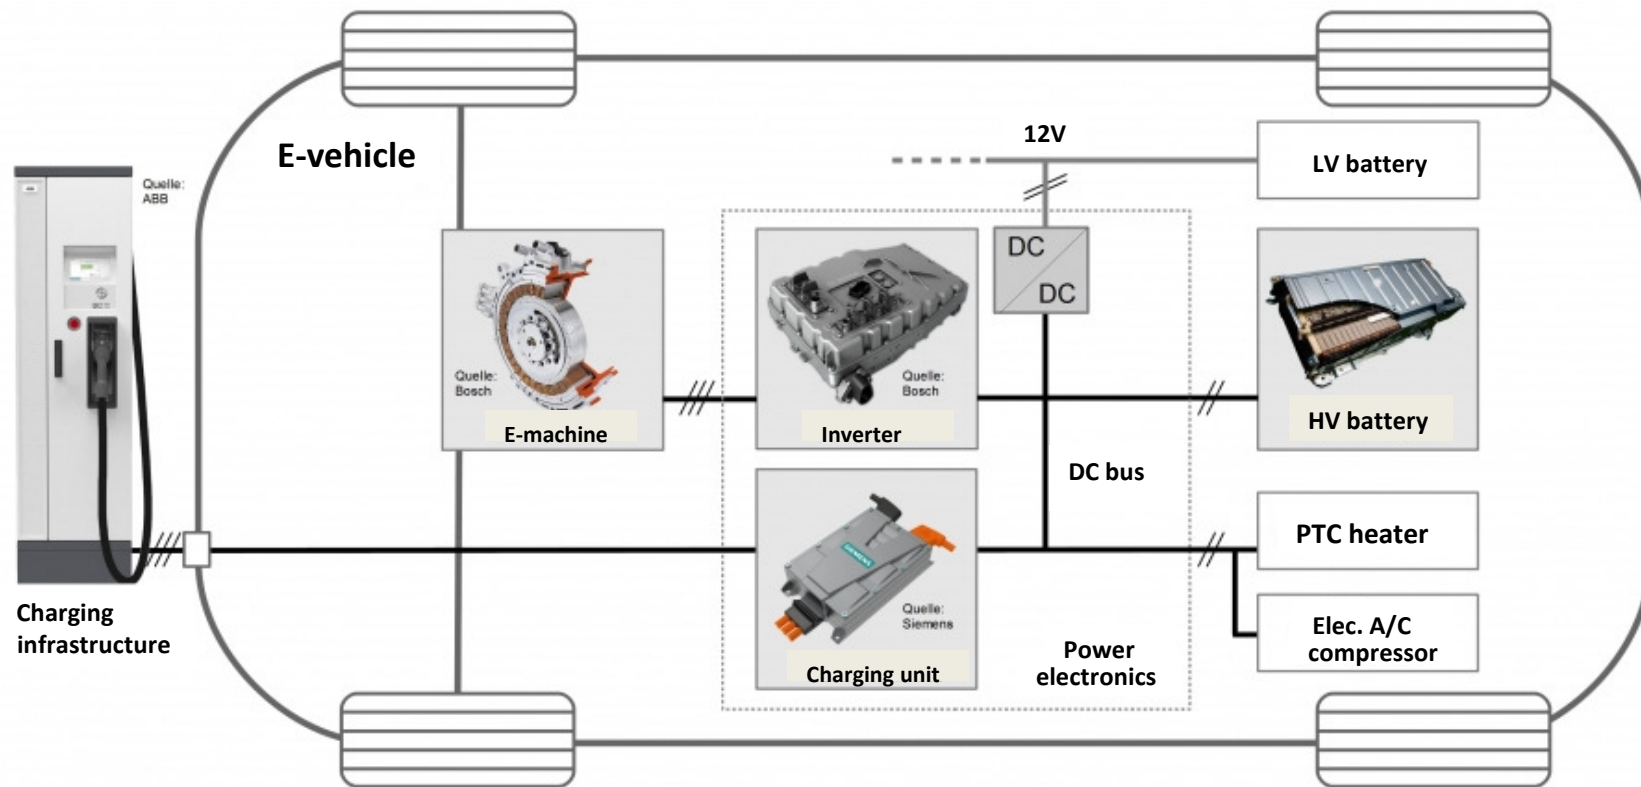 E-vehicle
12V
LV battery
Quelle:
ABB
DC
DC
Quelle:
Bosch
E-machine
Quelle:
Bosch
Inverter
HV battery
DC bus
PTC heater
SIEMENS
Quelle:
Siemens
Charging unit
Charging
infrastructure
Power
electronics
Elec. A/C
compressor